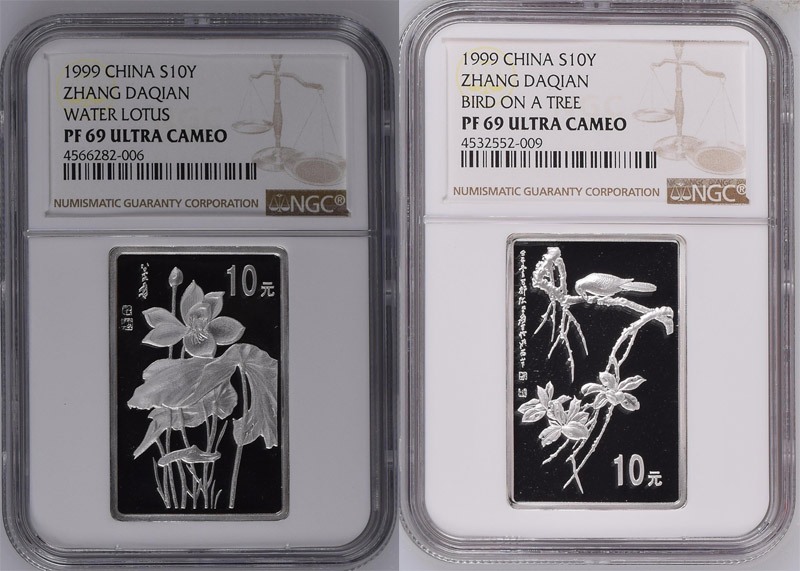 1999 CHINA S10Y
ZHANG DAQIAN
WATER LOTUS
PF 69 ULTRA CAMEO
4566282-006
NUMISMATIC GUARANTY CORPORATION NGC®
10元
1999 CHINA S10Y
ZHANG DAQIAN
BIRD ON A TREE
PF 69 ULTRA CAMEO
4532552-009
NUMISMATIC GUARANTY CORPORATION NGC®
10元